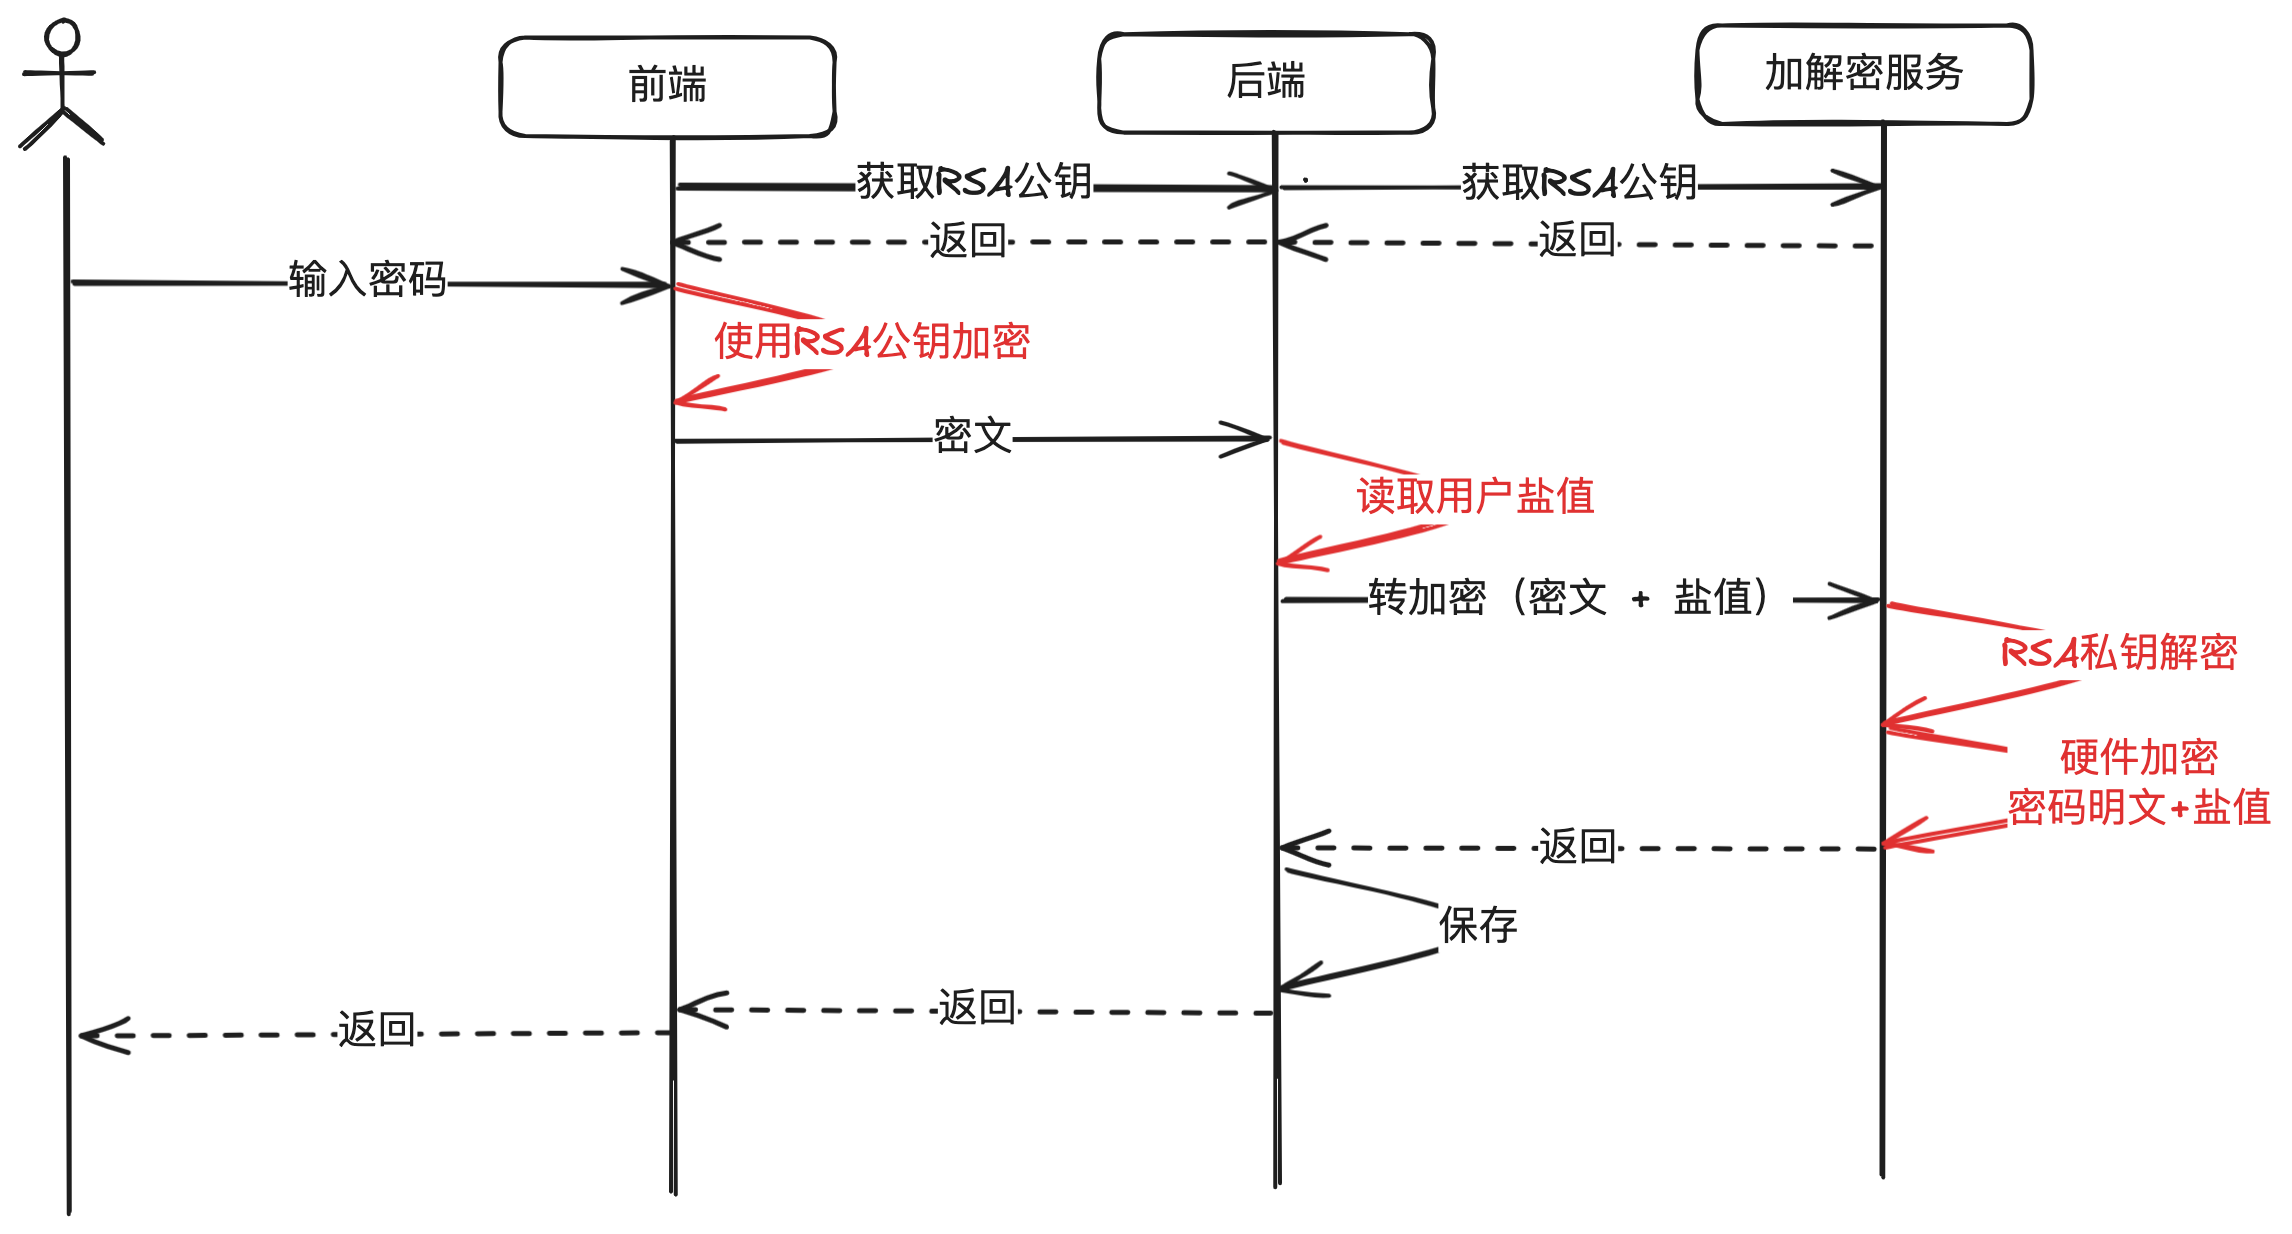 前端
后端
加解密服务
获取RSA公钥
获取RSA公钥
返回
返回
输入密码
使用RSA公钥加密
密文
读取用户盐值
转加密（密文 + 盐值）
RSA私钥解密
硬件加密
密码明文+盐值
返回
保存
返回
返回